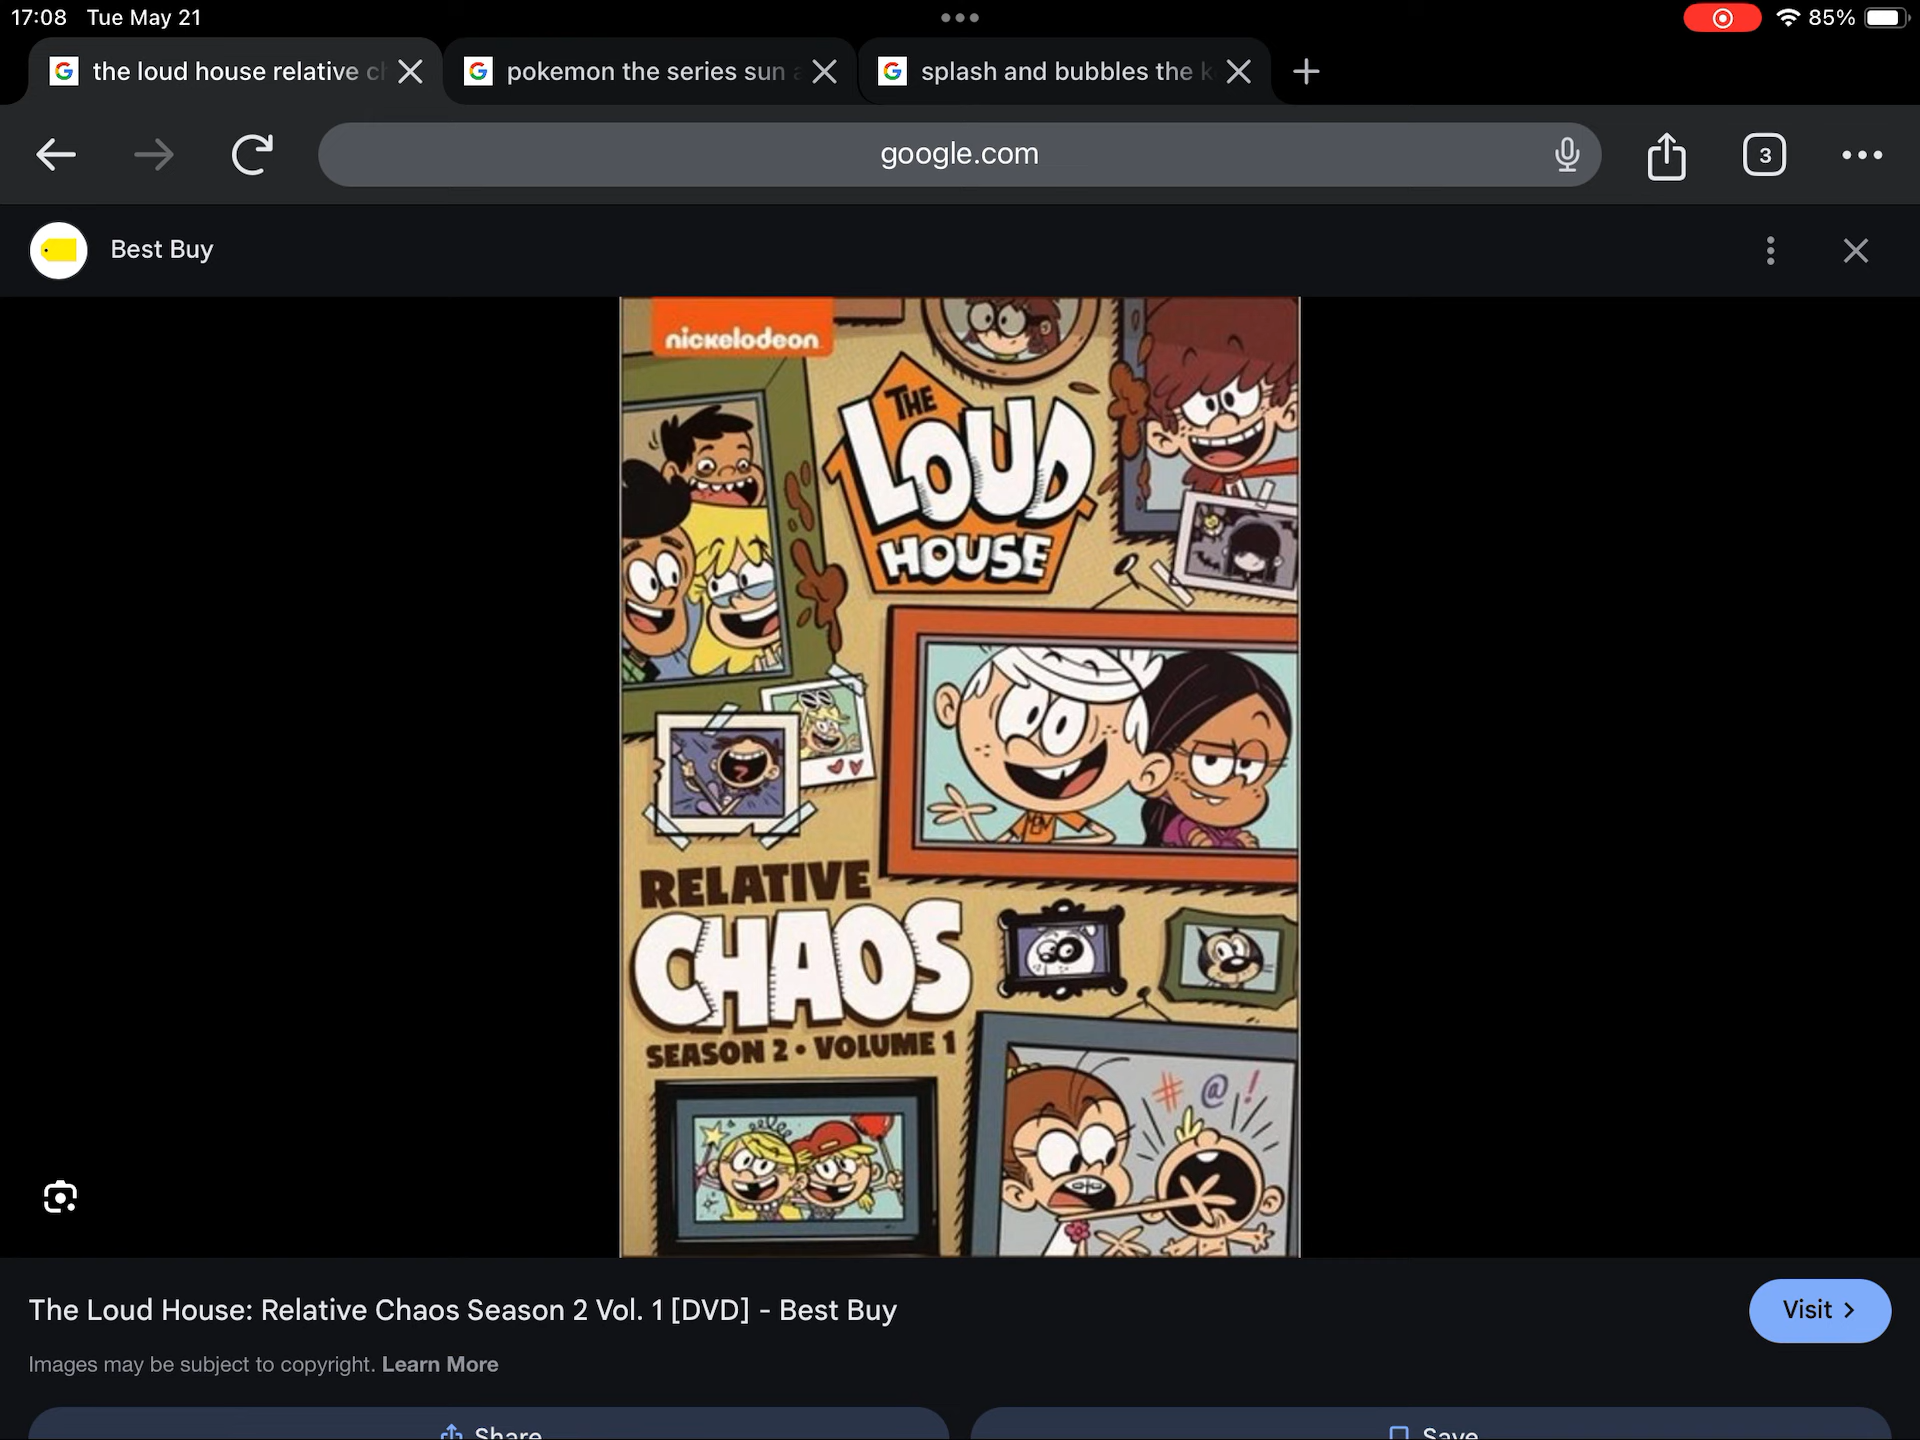 17:08 Tue May 21
85%
the loud house relative
pokemon the series sun
splash and bubbles the
google.com
3
Best Buy
nickelodeon
THE
LOUD
HOUSE
RELATIVE
CHAOS
SEASON 2 • VOLUME 1
# @ !
The Loud House: Relative Chaos Season 2 Vol. 1 [DVD] - Best Buy
Visit
Images may be subject to copyright. Learn More
Share
Save